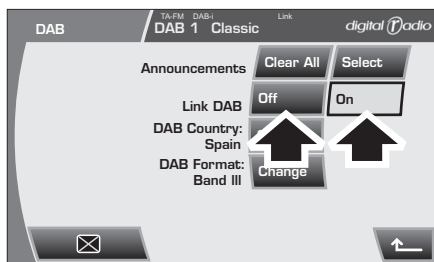 TA-FM DAB-i Link
DAB DAB 1 Classic digital radio
Announcements Clear All Select
Link DAB Off On
DAB Country:
Spain
DAB Format:
Band III Change